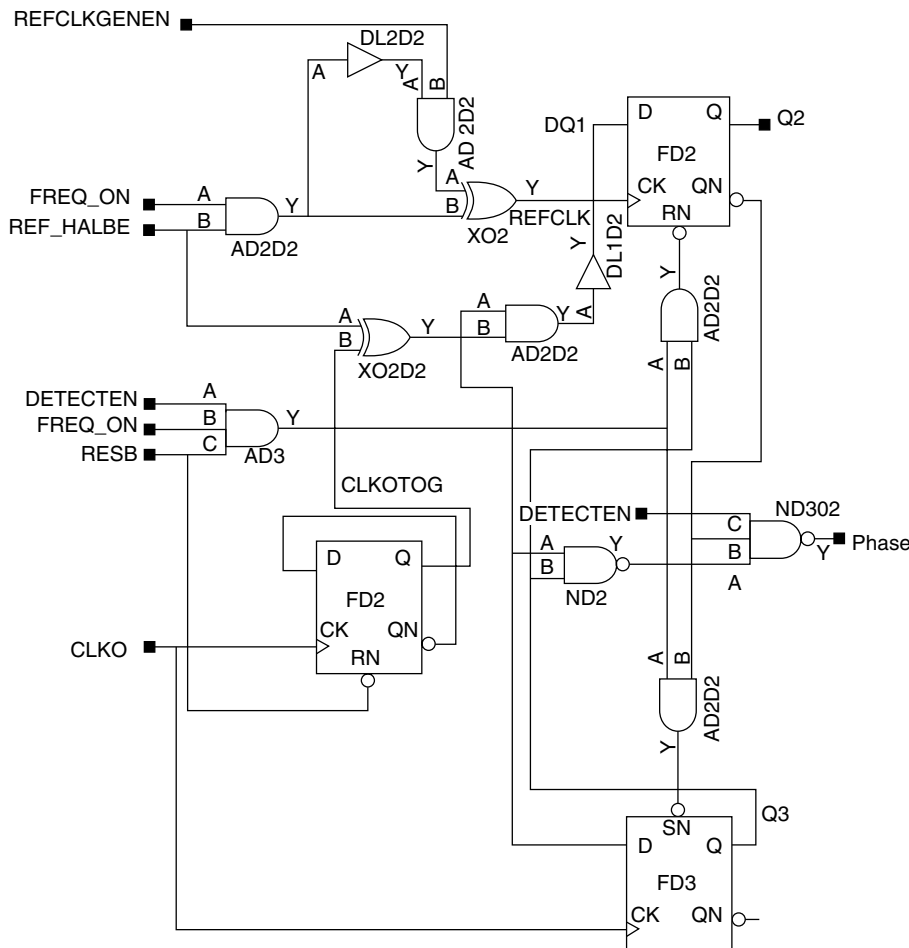 REFCLKGENEN
DL2D2
A
Y
A
B
AD 2D2
Y
DQ1
D
Q
Q2
FD2
CK
QN
RN
FREQ_ON
A
REF_HALBE
B
Y
AD2D2
A
B
Y
XO2
REFCLK
Y
DL1D2
A
Y
AD2D2
A
B
A
B
Y
XO2D2
A
B
Y
AD2D2
DETECTEN
A
FREQ_ON
B
RESB
C
Y
AD3
CLKOTOG
DETECTEN
ND302
C
B
A
Y
Phase
A
B
Y
ND2
D
Q
FD2
CK
QN
RN
CLKO
A
B
AD2D2
Y
Q3
SN
D
Q
FD3
CK
QN